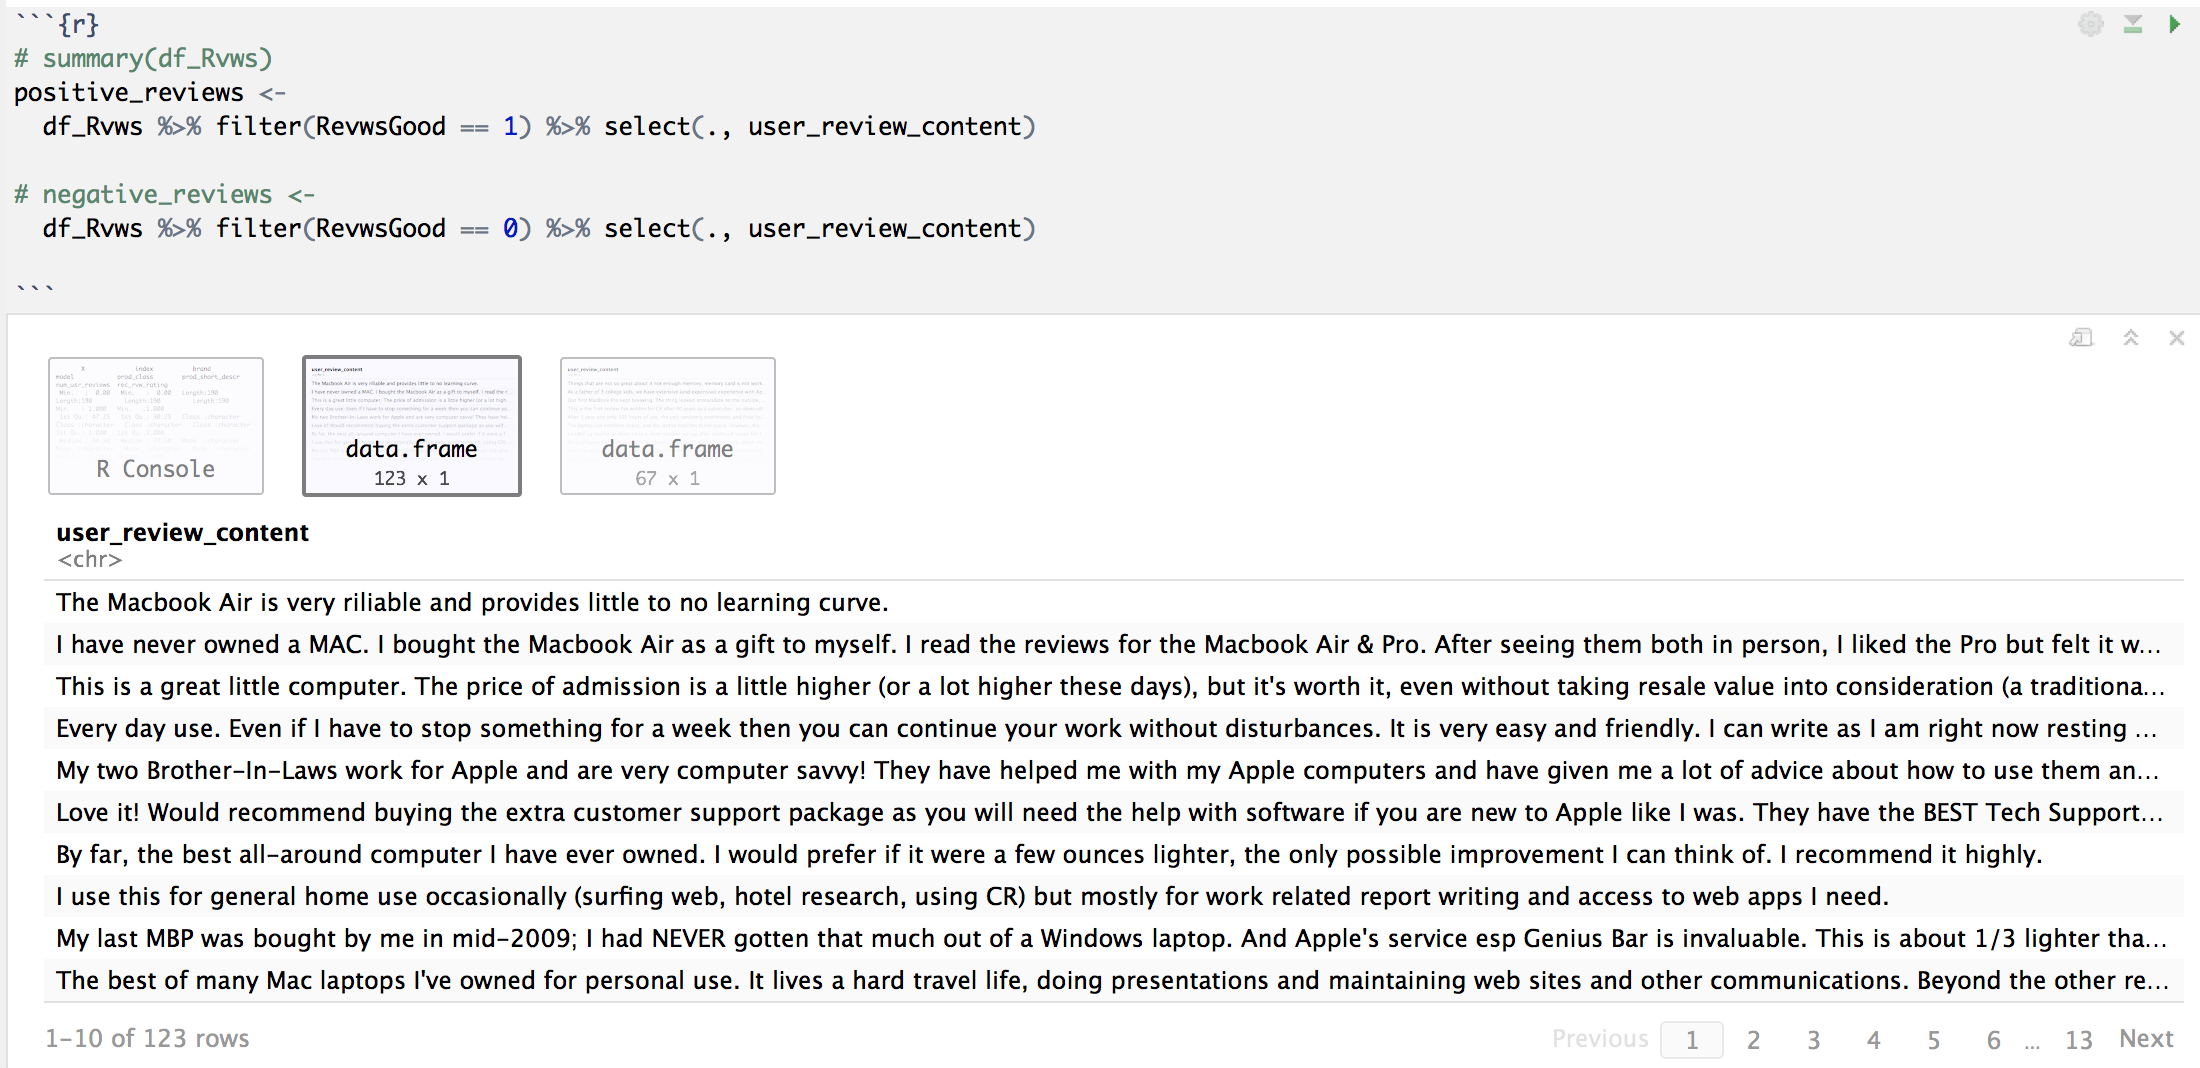 ```{r}
# summary(df_Rvws)
positive_reviews <-
  df_Rvws %>% filter(RevwsGood == 1) %>% select(., user_review_content)
# negative_reviews <-
  df_Rvws %>% filter(RevwsGood == 0) %>% select(., user_review_content)
```
R Console
data.frame
123 x 1
data.frame
67 x 1
user_review_content
<chr>
The Macbook Air is very riliable and provides little to no learning curve.
I have never owned a MAC. I bought the Macbook Air as a gift to myself. I read the reviews for the Macbook Air & Pro. After seeing them both in person, I liked the Pro but felt it w...
This is a great little computer. The price of admission is a little higher (or a lot higher these days), but it's worth it, even without taking resale value into consideration (a traditiona...
Every day use. Even if I have to stop something for a week then you can continue your work without disturbances. It is very easy and friendly. I can write as I am right now resting ...
My two Brother-In-Laws work for Apple and are very computer savvy! They have helped me with my Apple computers and have given me a lot of advice about how to use them an...
Love it! Would recommend buying the extra customer support package as you will need the help with software if you are new to Apple like I was. They have the BEST Tech Support...
By far, the best all-around computer I have ever owned. I would prefer if it were a few ounces lighter, the only possible improvement I can think of. I recommend it highly.
I use this for general home use occasionally (surfing web, hotel research, using CR) but mostly for work related report writing and access to web apps I need.
My last MBP was bought by me in mid-2009; I had NEVER gotten that much out of a Windows laptop. And Apple's service esp Genius Bar is invaluable. This is about 1/3 lighter tha...
The best of many Mac laptops I've owned for personal use. It lives a hard travel life, doing presentations and maintaining web sites and other communications. Beyond the other re...
1-10 of 123 rows
Previous 1 2 3 4 5 6 ... 13 Next